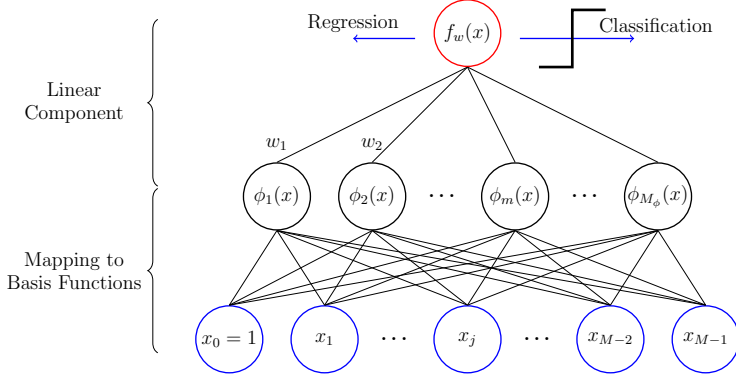 Regression
f_w(x)
Classification
Linear
Component
w_1
w_2
ϕ_1(x)
ϕ_2(x)
⋯
ϕ_m(x)
⋯
ϕ_{M_ϕ}(x)
Mapping to
Basis Functions
x_0 = 1
x_1
⋯
x_j
⋯
x_{M−2}
x_{M−1}